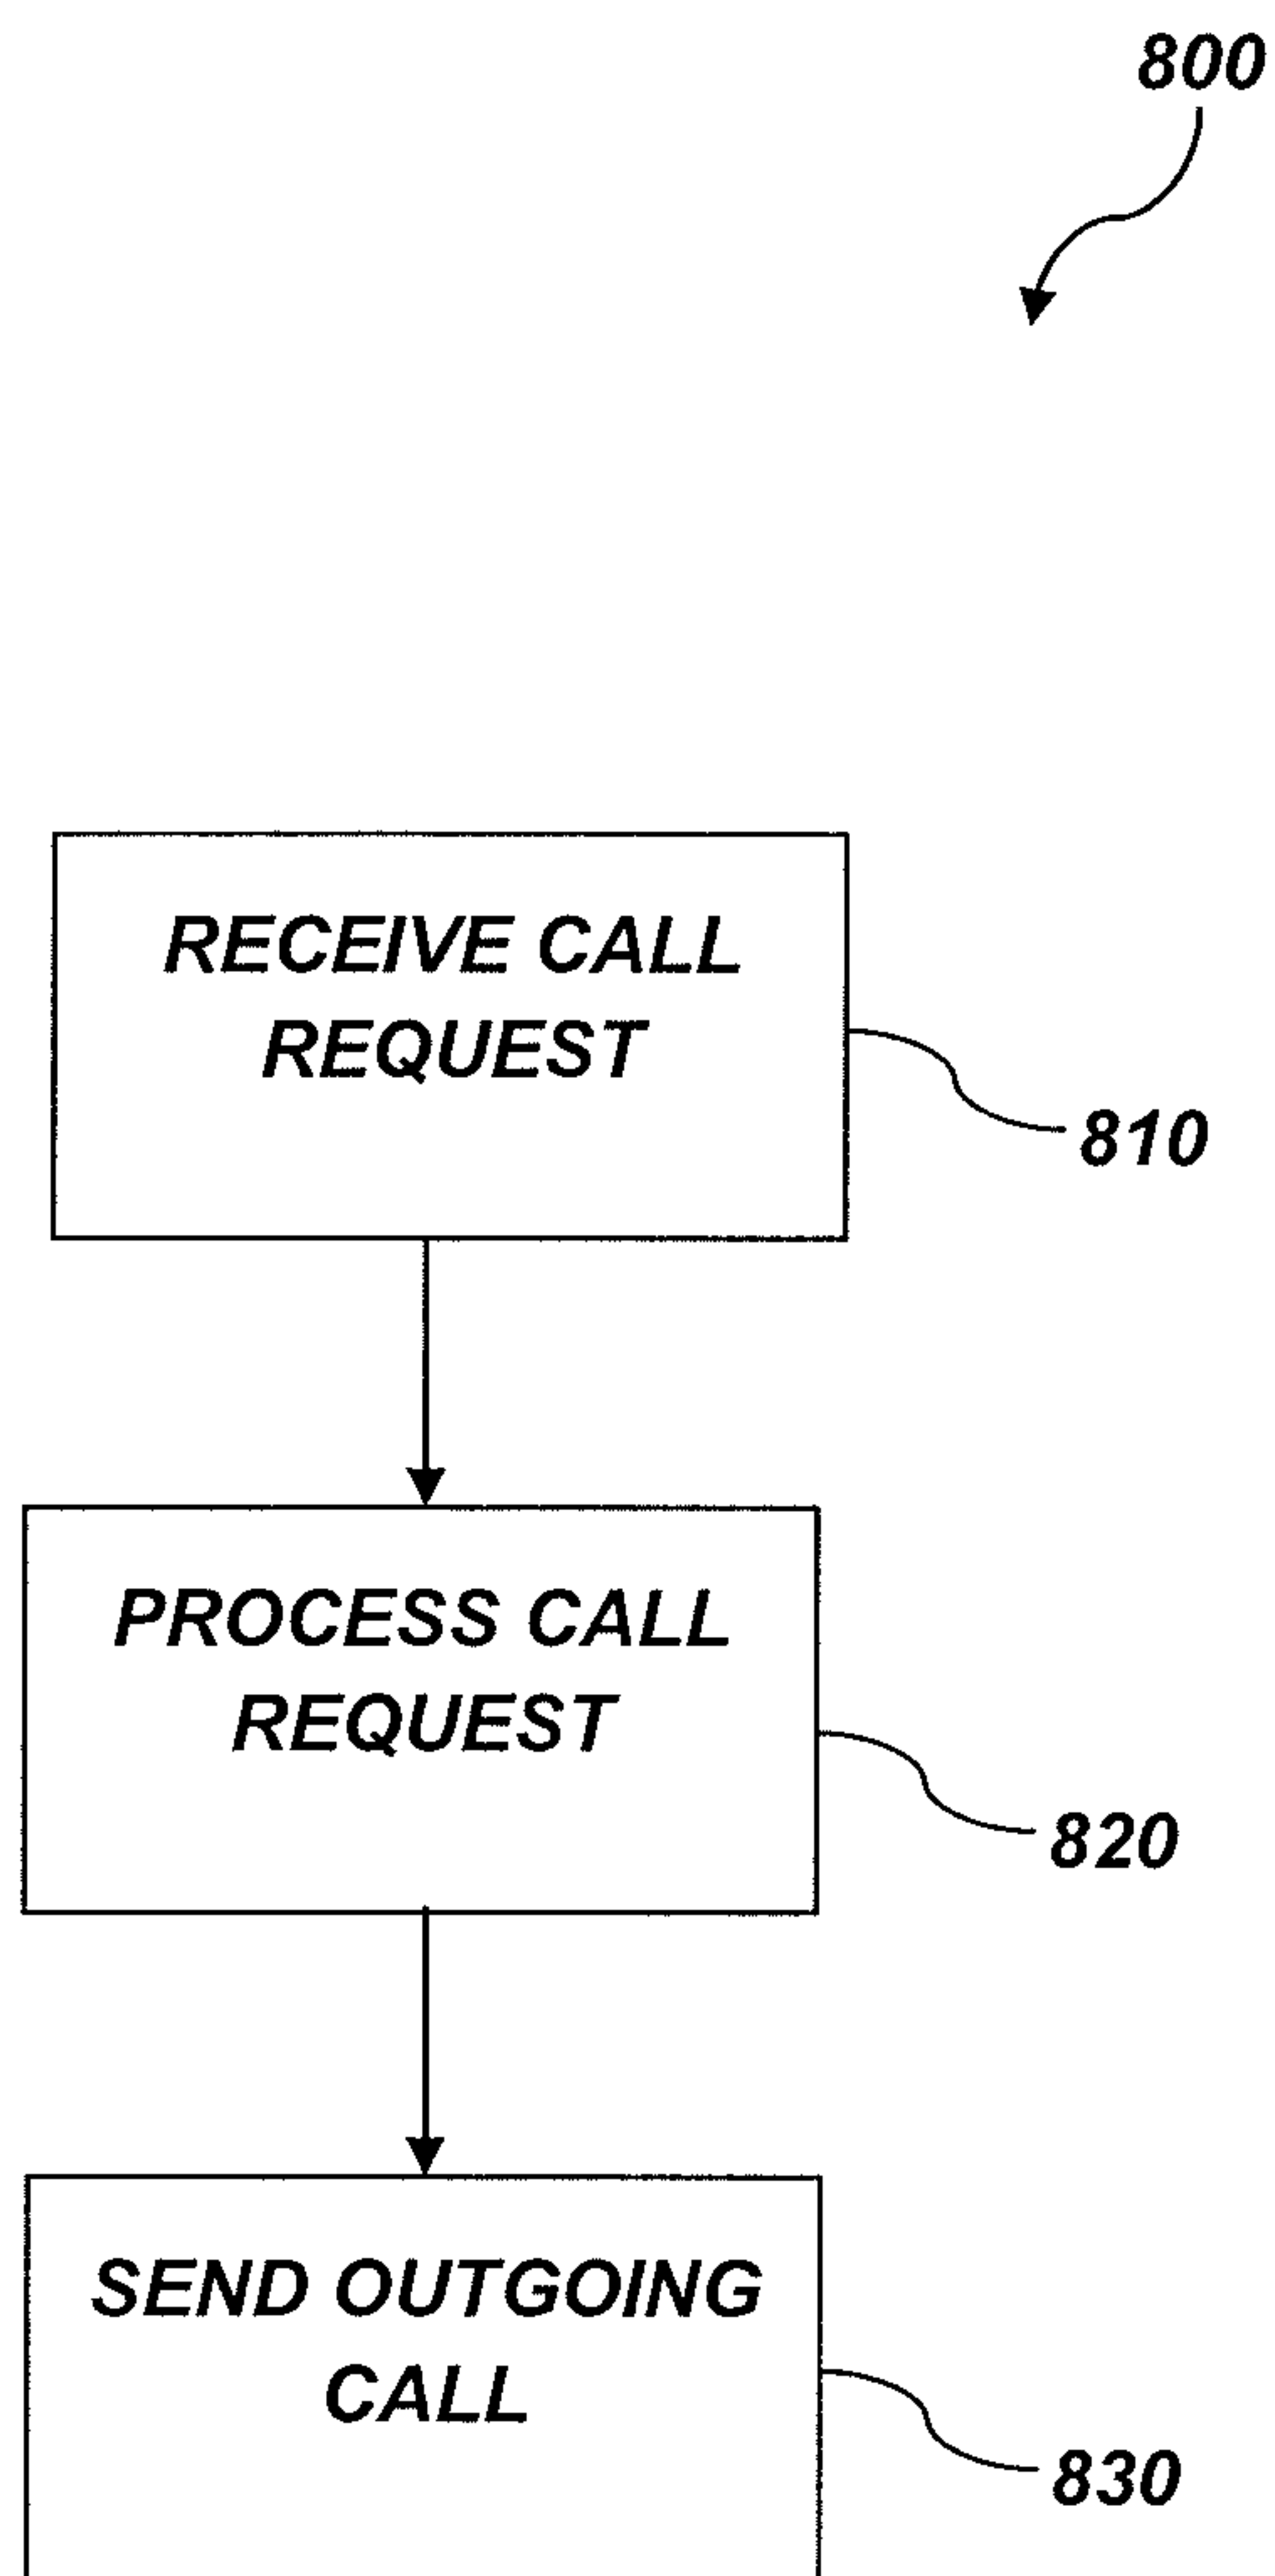 800
RECEIVE CALL
REQUEST
810
PROCESS CALL
REQUEST
820
SEND OUTGOING
CALL
830